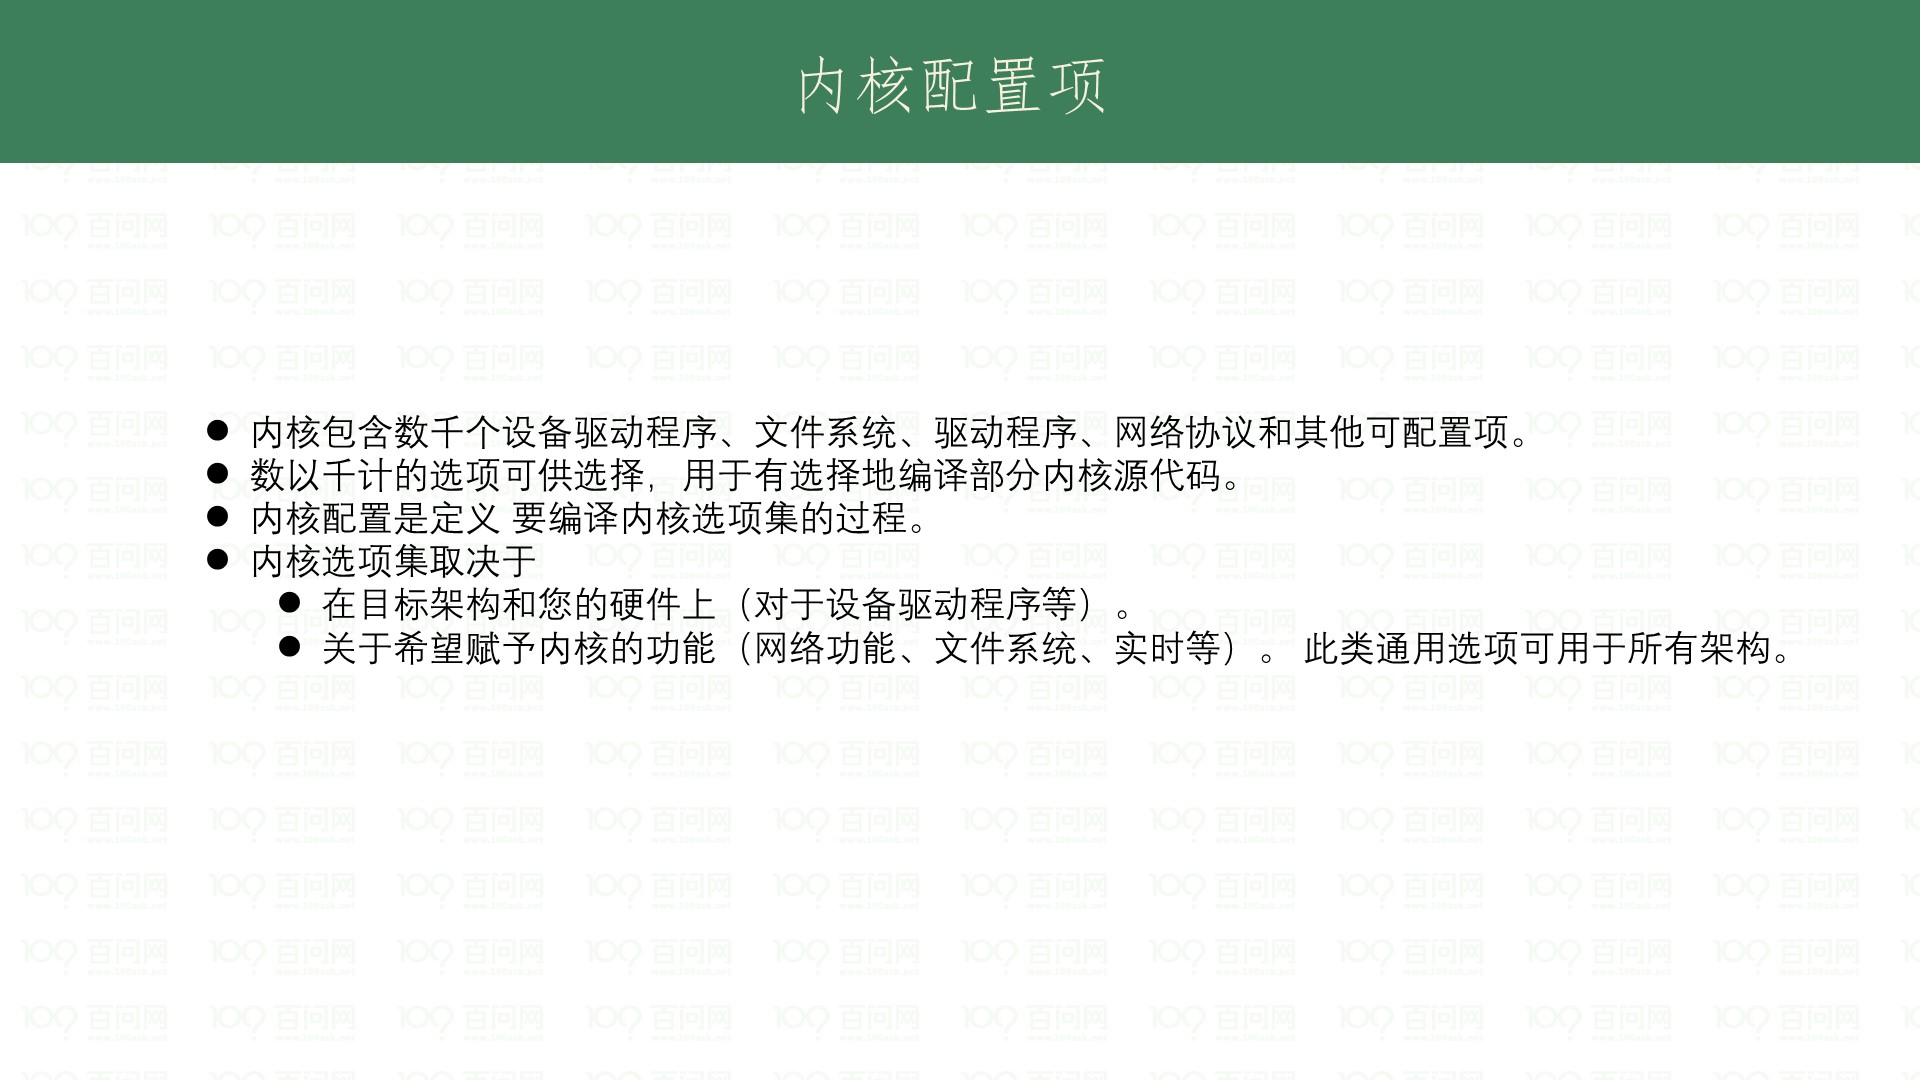 内核配置项
内核包含数千个设备驱动程序、文件系统、驱动程序、网络协议和其他可配置项。
数以千计的选项可供选择，用于有选择地编译部分内核源代码。
内核配置是定义 要编译内核选项集的过程。
内核选项集取决于
在目标架构和您的硬件上（对于设备驱动程序等）。
关于希望赋予内核的功能（网络功能、文件系统、实时等）。 此类通用选项可用于所有架构。
百问网
www.100ask.net